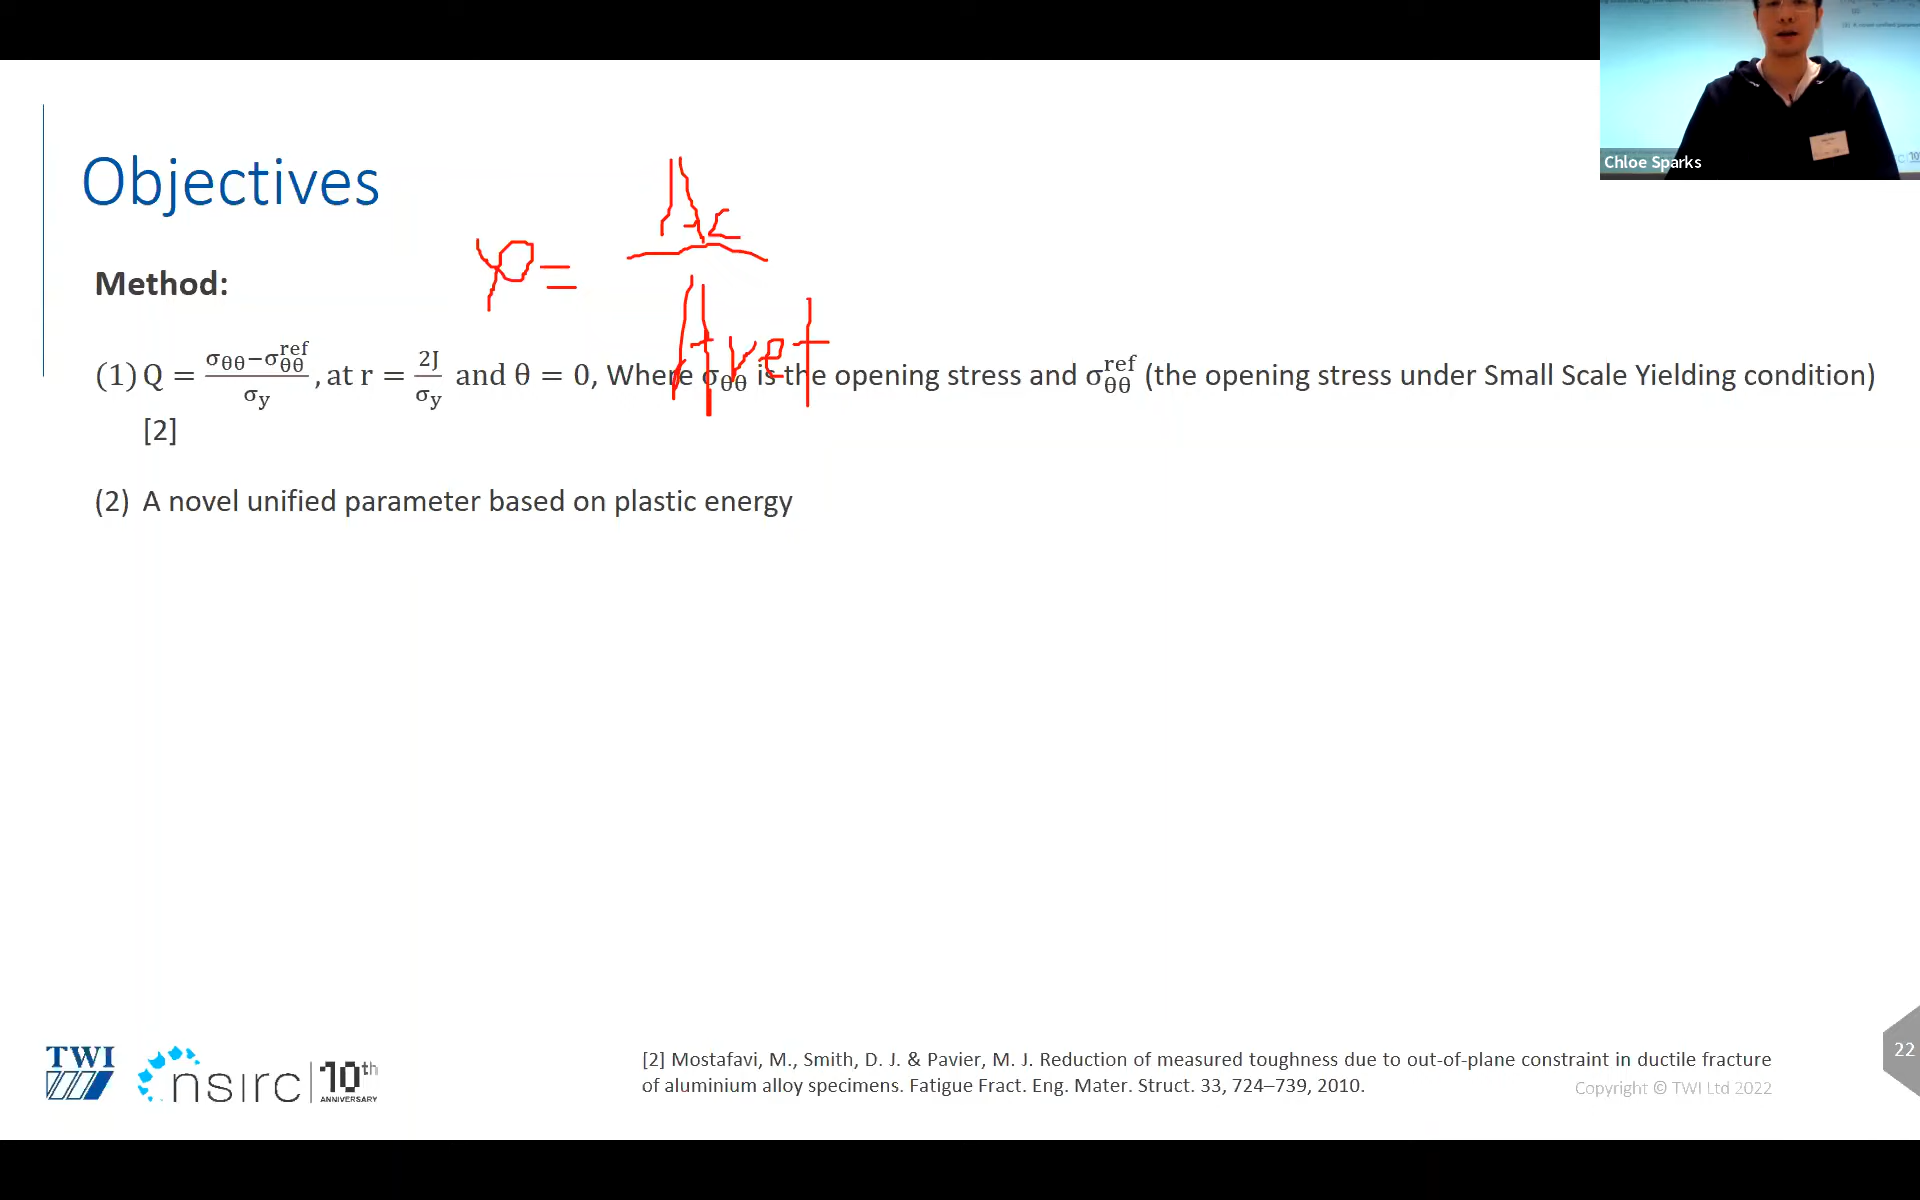 Chloe Sparks
Objectives
φ = Ac / Aref
Method:
(1) Q = (σθθ−σθθ^ref)/σy , at r = 2J/σy and θ = 0, Where σθθ is the opening stress and σθθ^ref (the opening stress under Small Scale Yielding condition)
[2]
(2) A novel unified parameter based on plastic energy
TWI nsirc 10th ANNIVERSARY
[2] Mostafavi, M., Smith, D. J. & Pavier, M. J. Reduction of measured toughness due to out-of-plane constraint in ductile fracture
of aluminium alloy specimens. Fatigue Fract. Eng. Mater. Struct. 33, 724–739, 2010.
Copyright © TWI Ltd 2022
22